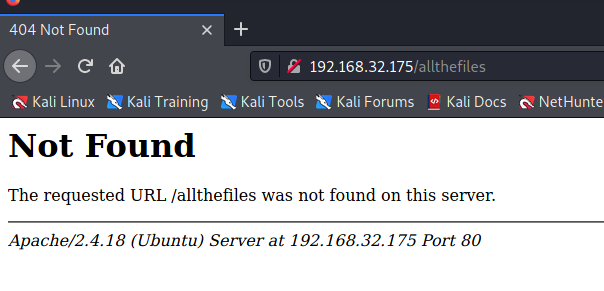 404 Not Found
192.168.32.175/allthefiles
Kali Linux Kali Training Kali Tools Kali Forums Kali Docs NetHunte
Not Found
The requested URL /allthefiles was not found on this server.
Apache/2.4.18 (Ubuntu) Server at 192.168.32.175 Port 80